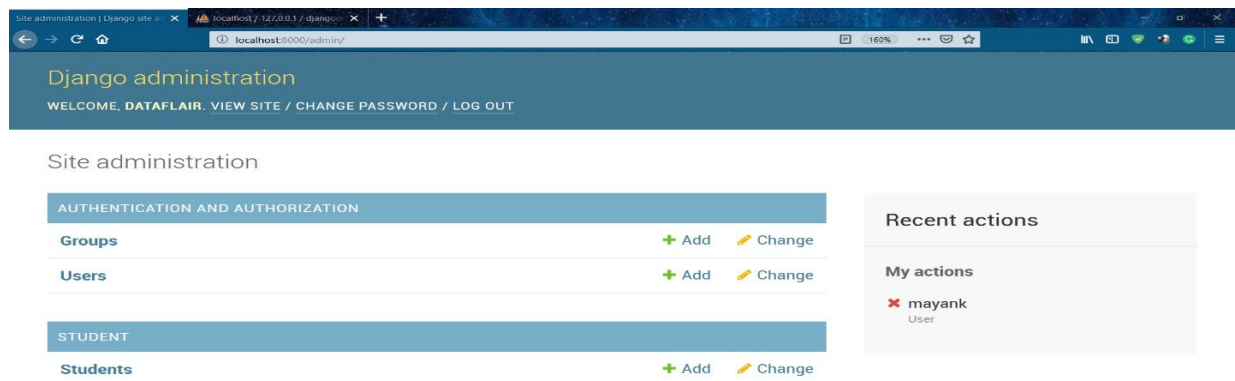 Site administration | Django site a
localhost / 127.0.0.1 / djangoo
localhost:8000/admin/
160%
Django administration
WELCOME, DATAFLAIR. VIEW SITE / CHANGE PASSWORD / LOG OUT
Site administration
AUTHENTICATION AND AUTHORIZATION
Groups
Add Change
Users
Add Change
STUDENT
Students
Add Change
Recent actions
My actions
mayank
User